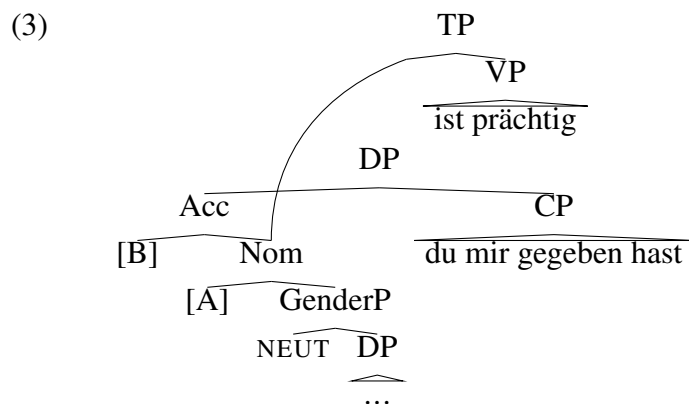 (3) TP
VP
ist prächtig
DP
Acc CP
[B] Nom du mir gegeben hast
[A] GenderP
NEUT DP
...